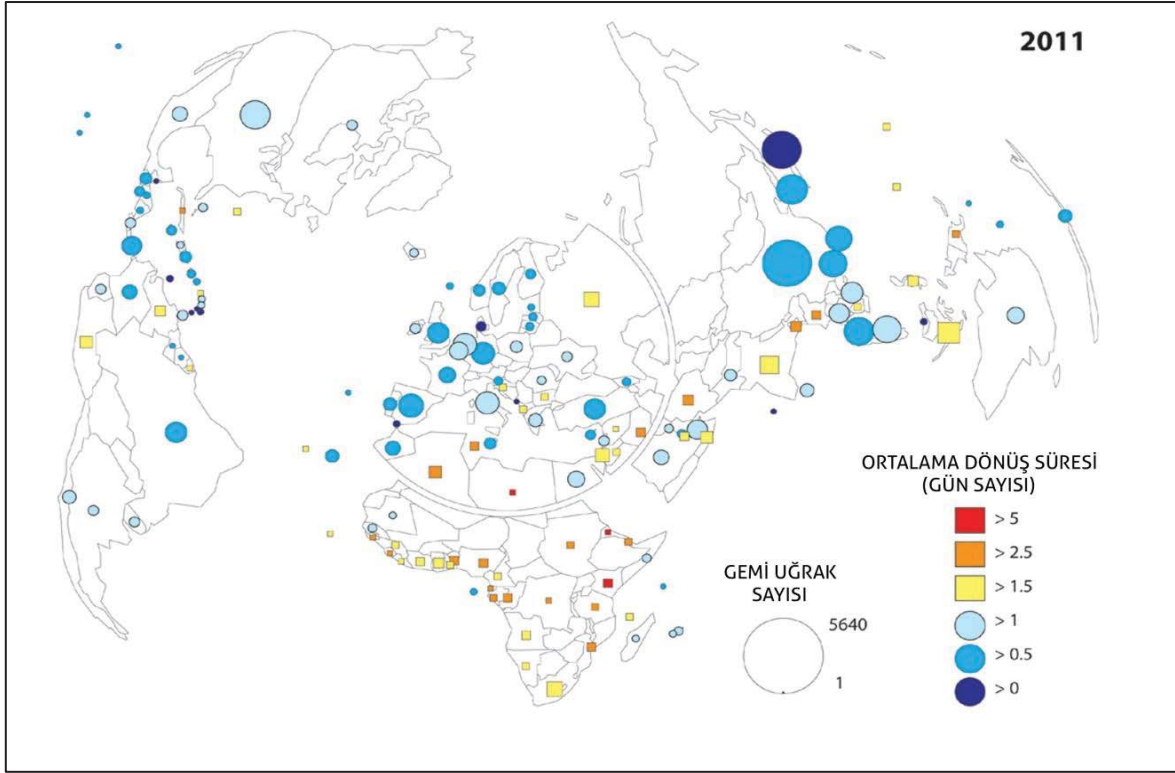 2011
ORTALAMA DÖNÜŞ SÜRESİ
(GÜN SAYISI)
> 5
> 2.5
> 1.5
> 1
> 0.5
> 0
GEMİ UĞRAK
SAYISI
5640
1